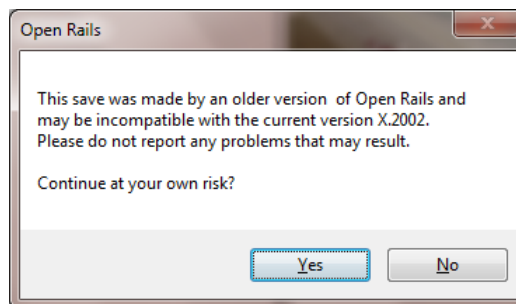 Open Rails
This save was made by an older version  of Open Rails and
may be incompatible with the current version X.2002.
Please do not report any problems that may result.
Continue at your own risk?
Yes
No